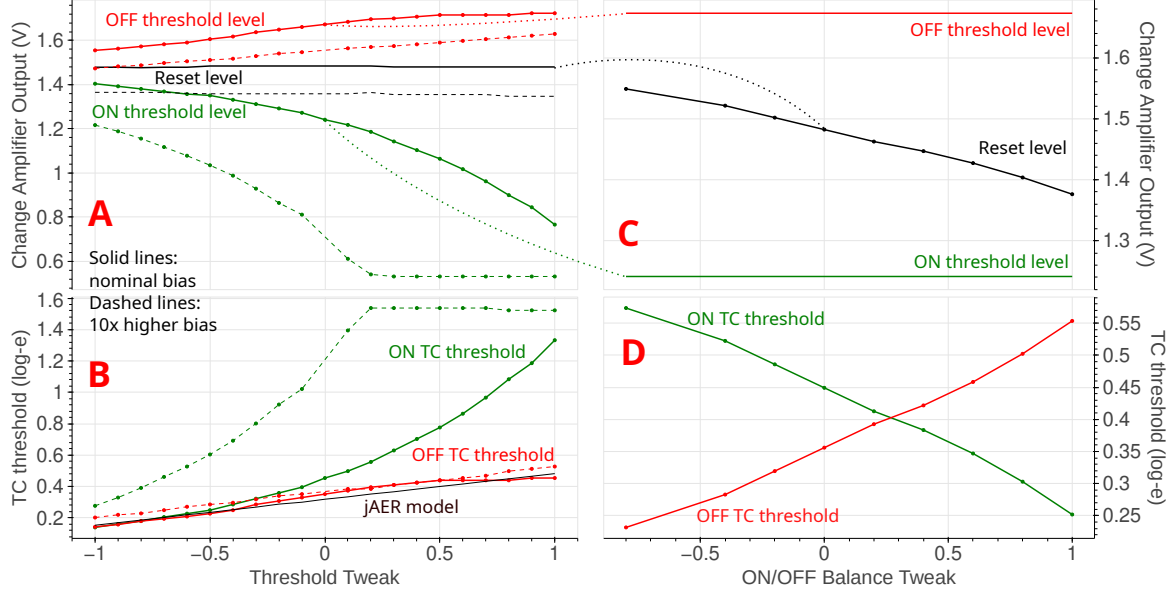 Change Amplifier Output (V)
1.6
1.4
1.2
1
0.8
0.6
OFF threshold level
Reset level
ON threshold level
A
Solid lines:
nominal bias
Dashed lines:
10x higher bias
TC threshold (log-e)
1.6
1.4
1.2
1
0.8
0.6
0.4
0.2
B
ON TC threshold
OFF TC threshold
jAER model
−1
−0.5
0
0.5
1
Threshold Tweak
OFF threshold level
Reset level
C
ON threshold level
1.6
1.5
1.4
1.3
Change Amplifier Output (V)
ON TC threshold
D
OFF TC threshold
0.55
0.5
0.45
0.4
0.35
0.3
0.25
TC threshold (log-e)
−0.5
0
0.5
1
ON/OFF Balance Tweak